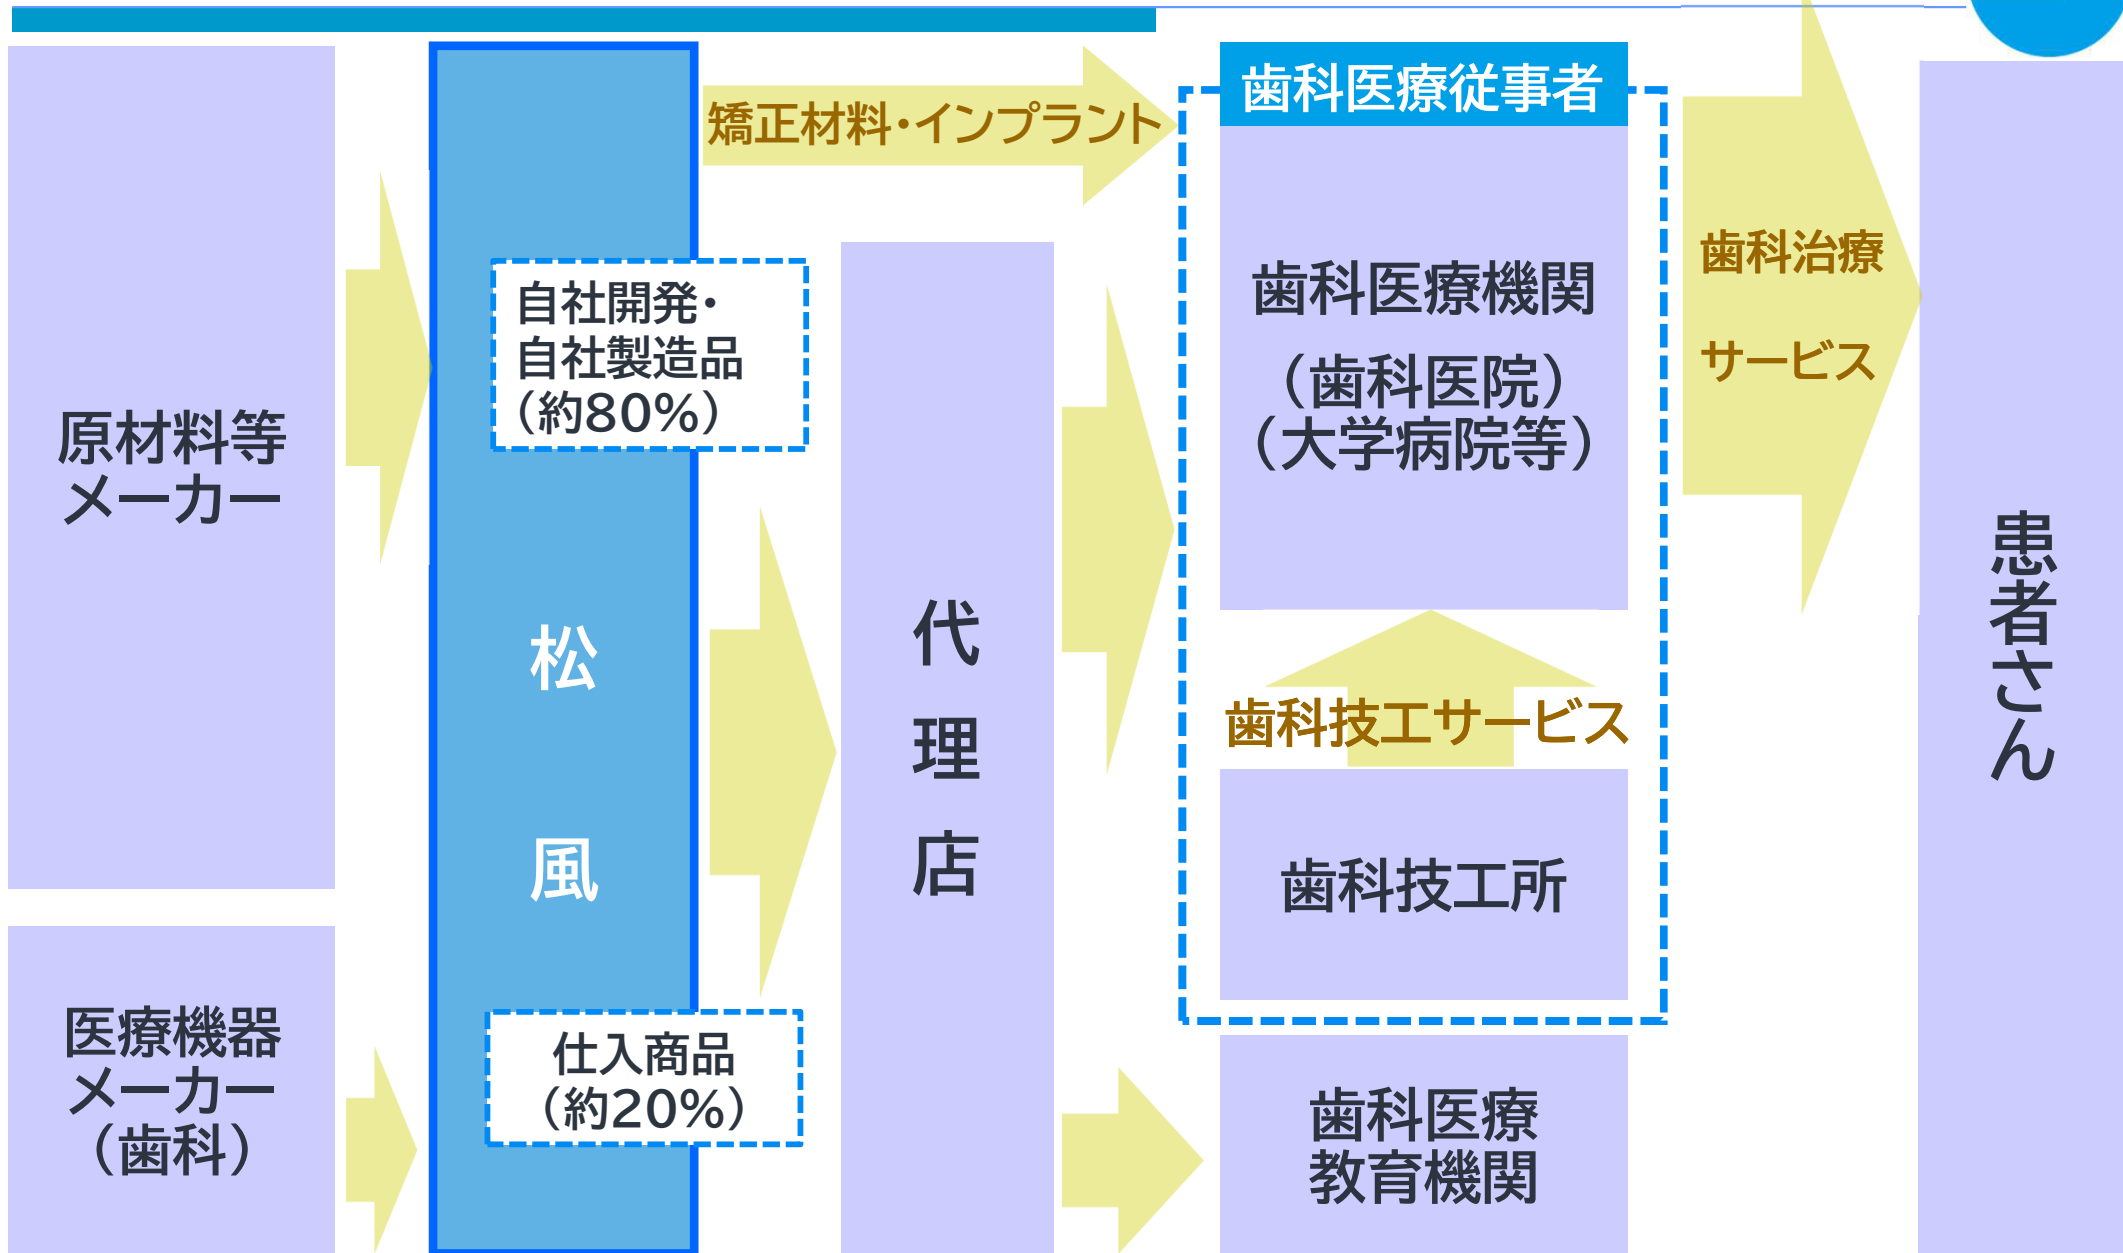 原材料等
メーカー
医療機器
メーカー
（歯科）
松
風
自社開発・
自社製造品
（約80%）
仕入商品
（約20%）
矯正材料・インプラント
代
理
店
歯科医療従事者
歯科医療機関
（歯科医院）
（大学病院等）
歯科技工サービス
歯科技工所
歯科医療
教育機関
歯科治療
サービス
患者さん